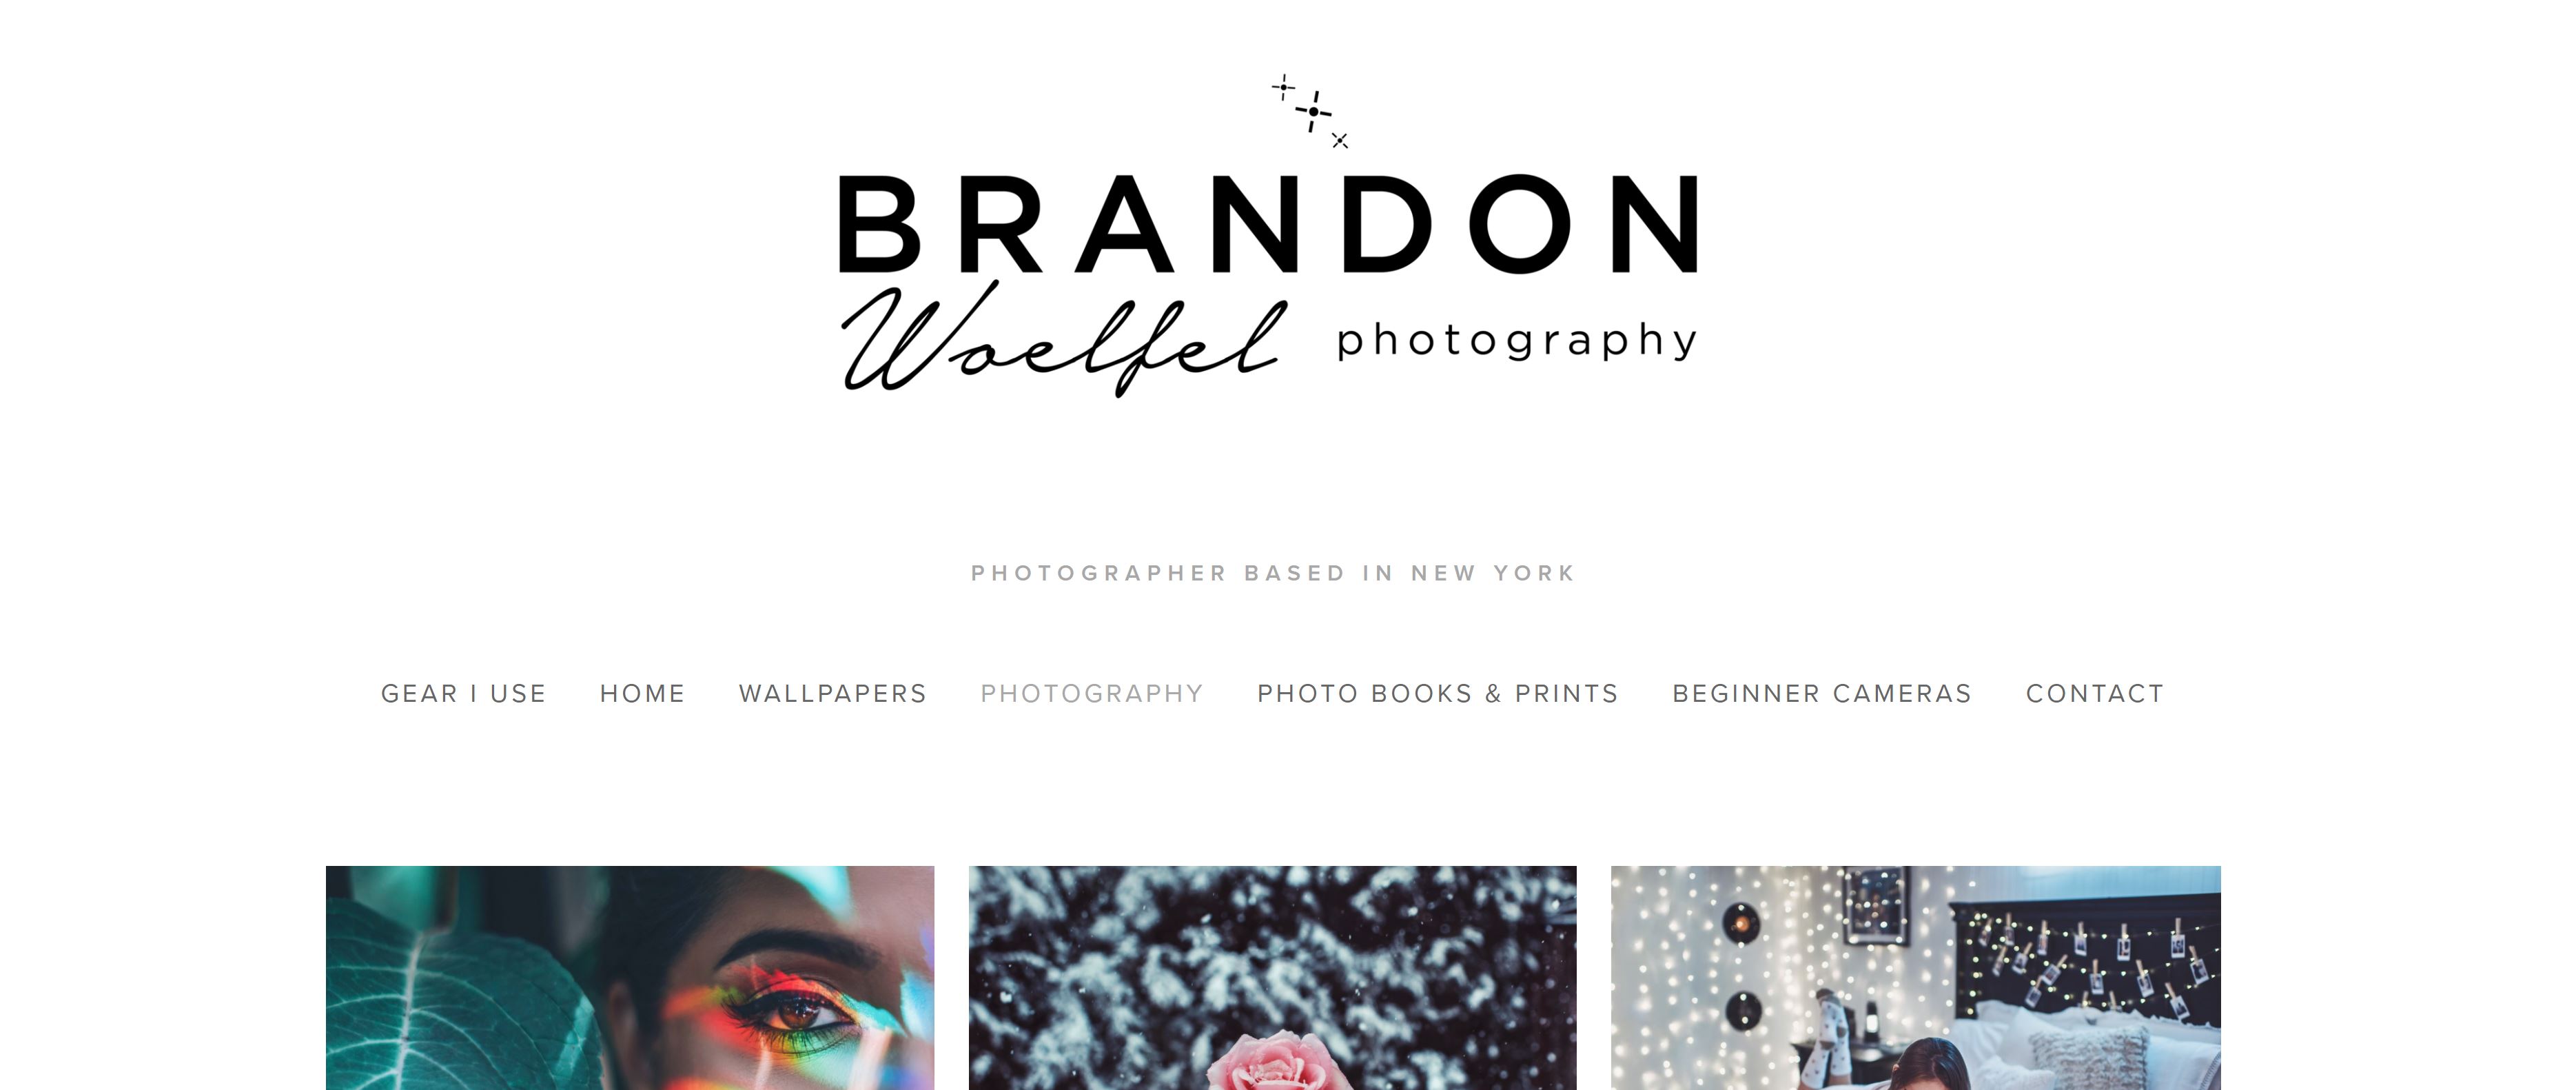 BRANDON
Woelfel photography
PHOTOGRAPHER BASED IN NEW YORK
GEAR I USE HOME WALLPAPERS PHOTOGRAPHY PHOTO BOOKS & PRINTS BEGINNER CAMERAS CONTACT